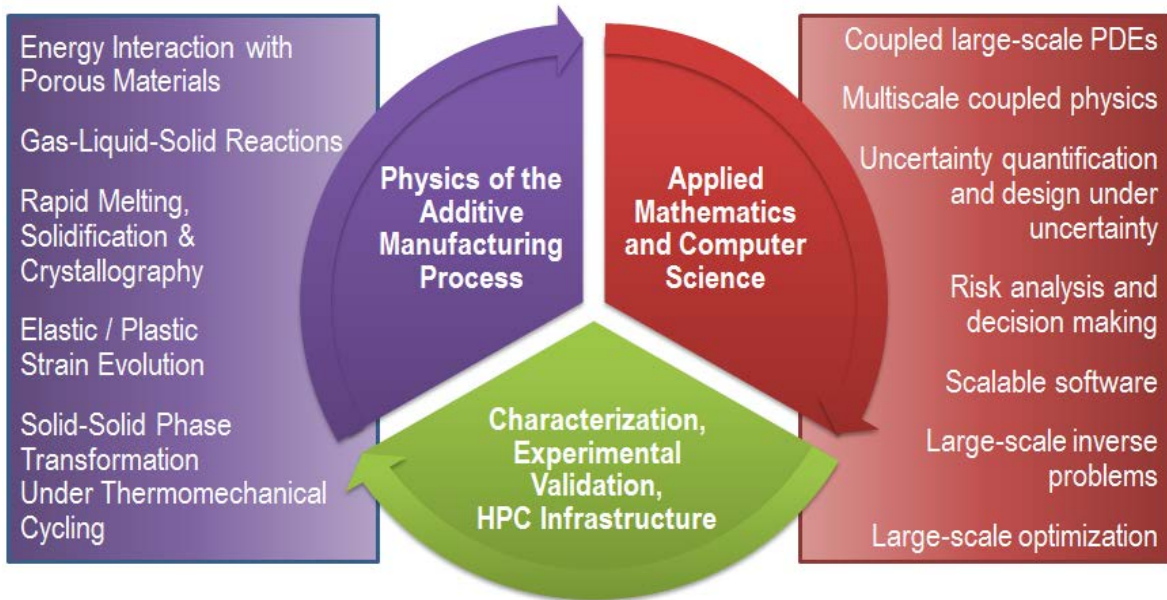 Energy Interaction with
Porous Materials
Gas-Liquid-Solid Reactions
Rapid Melting,
Solidification &
Crystallography
Elastic / Plastic
Strain Evolution
Solid-Solid Phase
Transformation
Under Thermomechanical
Cycling
Physics of the
Additive
Manufacturing
Process
Applied
Mathematics
and Computer
Science
Characterization,
Experimental
Validation,
HPC Infrastructure
Coupled large-scale PDEs
Multiscale coupled physics
Uncertainty quantification
and design under
uncertainty
Risk analysis and
decision making
Scalable software
Large-scale inverse
problems
Large-scale optimization